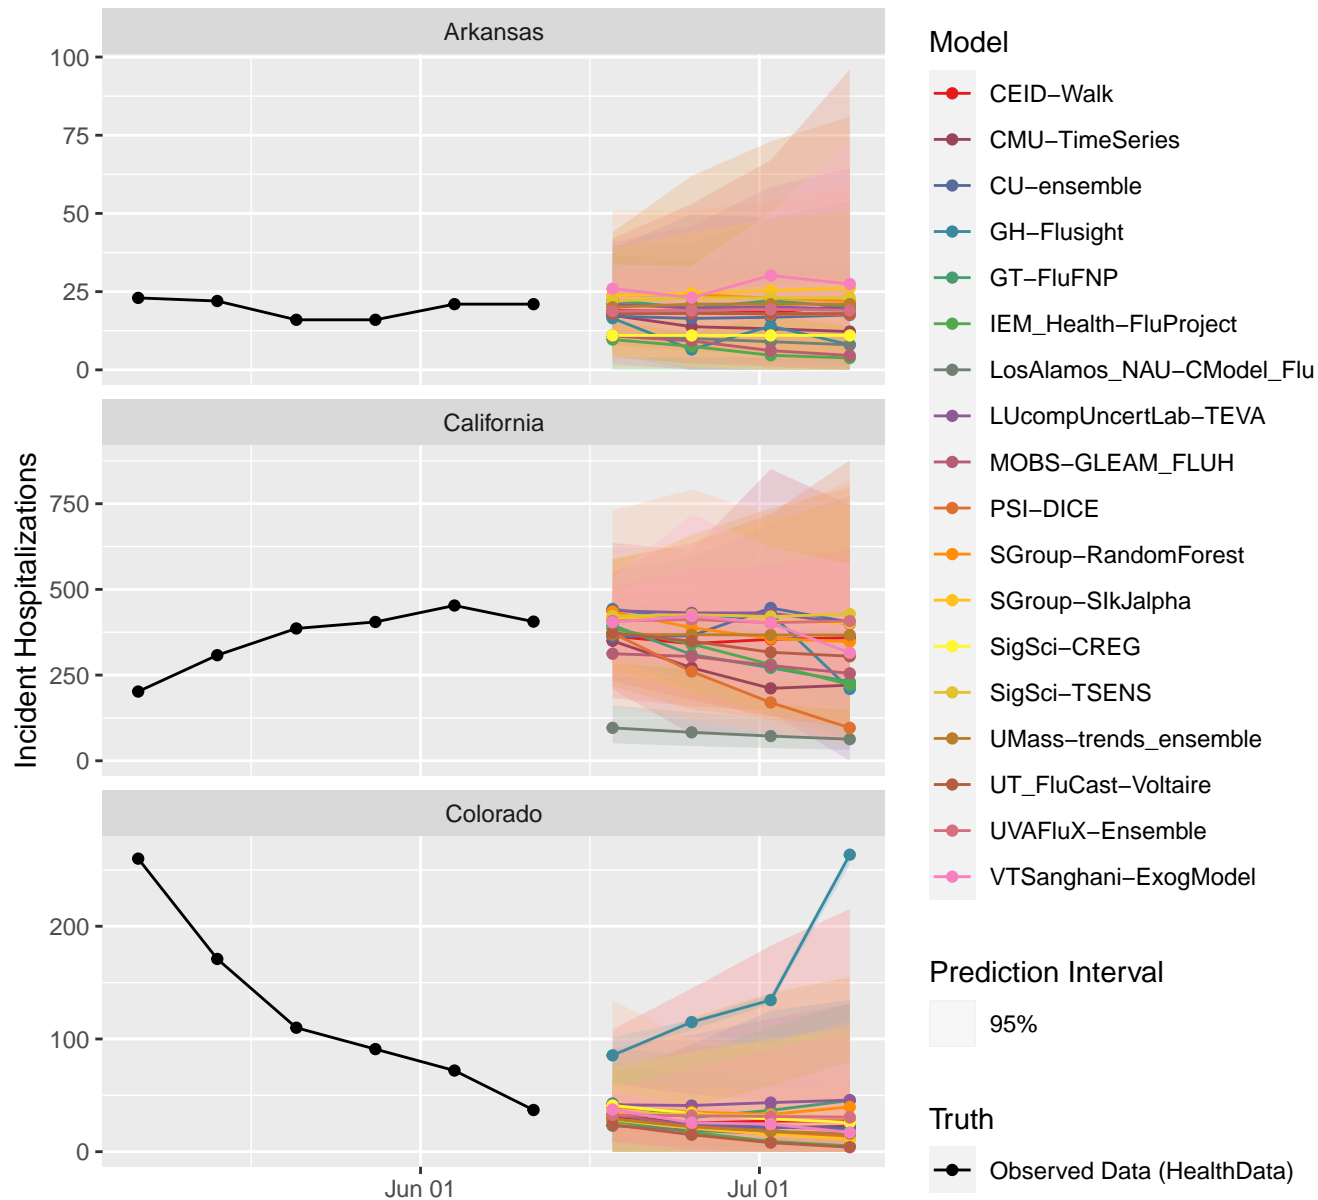 Arkansas
100
75
50
25
0
California
750
500
250
0
Colorado
200
100
0
Jun 01
Jul 01
Incident Hospitalizations
Model
CEID−Walk
CMU−TimeSeries
CU−ensemble
GH−Flusight
GT−FluFNP
IEM_Health−FluProject
LosAlamos_NAU−CModel_Flu
LUcompUncertLab−TEVA
MOBS−GLEAM_FLUH
PSI−DICE
SGroup−RandomForest
SGroup−SIkJalpha
SigSci−CREG
SigSci−TSENS
UMass−trends_ensemble
UT_FluCast−Voltaire
UVAFluX−Ensemble
VTSanghani−ExogModel
Prediction Interval
95%
Truth
Observed Data (HealthData)